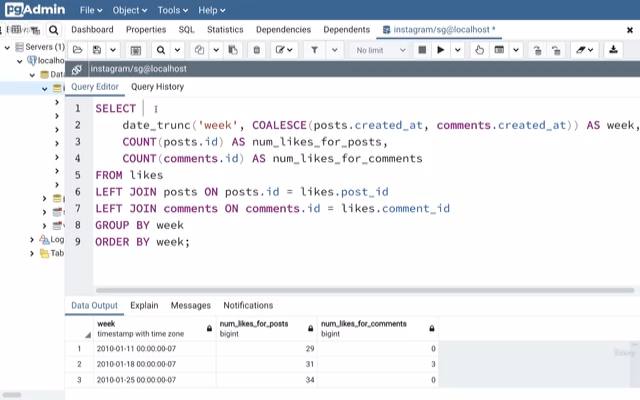 pgAdmin File Object Tools Help
Dashboard Properties SQL Statistics Dependencies Dependents instagram/sg@localhost *
No limit
Servers (1)
instagram/sg@localhost
localho
Data
Query Editor Query History
1 SELECT
2 date_trunc('week', COALESCE(posts.created_at, comments.created_at)) AS week,
3 COUNT(posts.id) AS num_likes_for_posts,
4 COUNT(comments.id) AS num_likes_for_comments
5 FROM likes
6 LEFT JOIN posts ON posts.id = likes.post_id
7 LEFT JOIN comments ON comments.id = likes.comment_id
8 GROUP BY week
9 ORDER BY week;
Log
Tab
Data Output Explain Messages Notifications
week num_likes_for_posts num_likes_for_comments
timestamp with time zone bigint bigint
1 2010-01-11 00:00:00-07 29 0
2 2010-01-18 00:00:00-07 31 3
3 2010-01-25 00:00:00-07 34 0